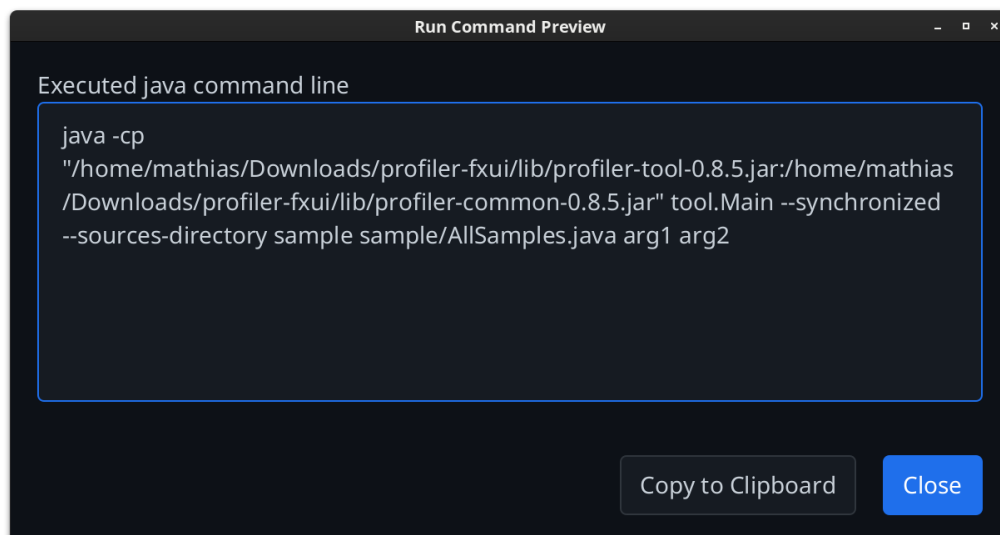 Run Command Preview
Executed java command line
java -cp
"/home/mathias/Downloads/profiler-fxui/lib/profiler-tool-0.8.5.jar:/home/mathias
/Downloads/profiler-fxui/lib/profiler-common-0.8.5.jar" tool.Main --synchronized
--sources-directory sample sample/AllSamples.java arg1 arg2
Copy to Clipboard
Close